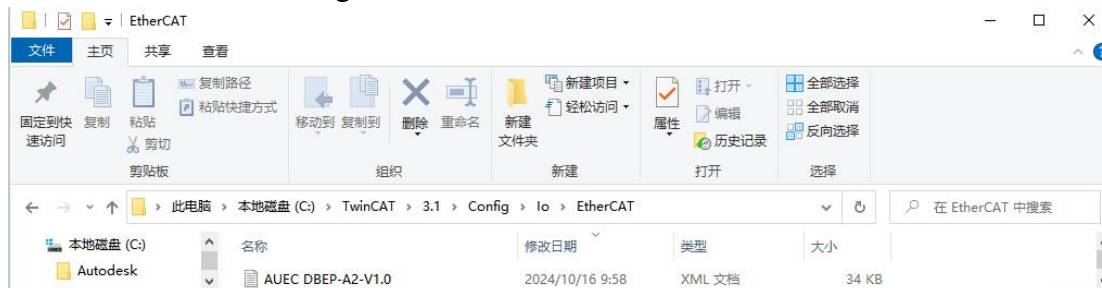 EtherCAT
文件 主页 共享 查看
固定到快速访问
复制
粘贴
复制路径
粘贴快捷方式
剪切
剪贴板
移动到
复制到
删除
重命名
组织
新建文件夹
新建项目
轻松访问
新建
属性
打开
编辑
历史记录
打开
全部选择
全部取消
反向选择
选择
此电脑 › 本地磁盘 (C:) › TwinCAT › 3.1 › Config › Io › EtherCAT
在 EtherCAT 中搜索
本地磁盘 (C:)
Autodesk
名称 修改日期 类型 大小
AUEC DBEP-A2-V1.0 2024/10/16 9:58 XML 文档 34 KB